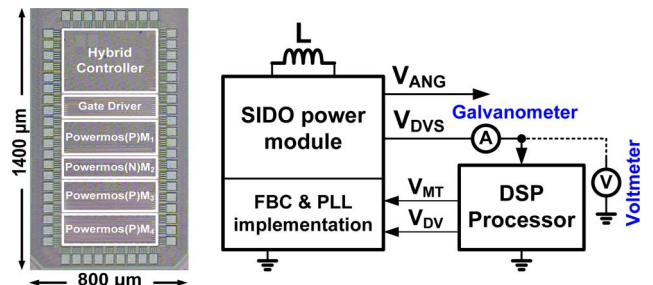 1400 μm
Hybrid
Controller
Gate Driver
Powermos(P)M1
Powermos(N)M2
Powermos(P)M3
Powermos(P)M4
800 μm
L
SIDO power
module
FBC & PLL
implementation
VANG
VDVS
Galvanometer
A
VMT
VDV
DSP
Processor
V
Voltmeter